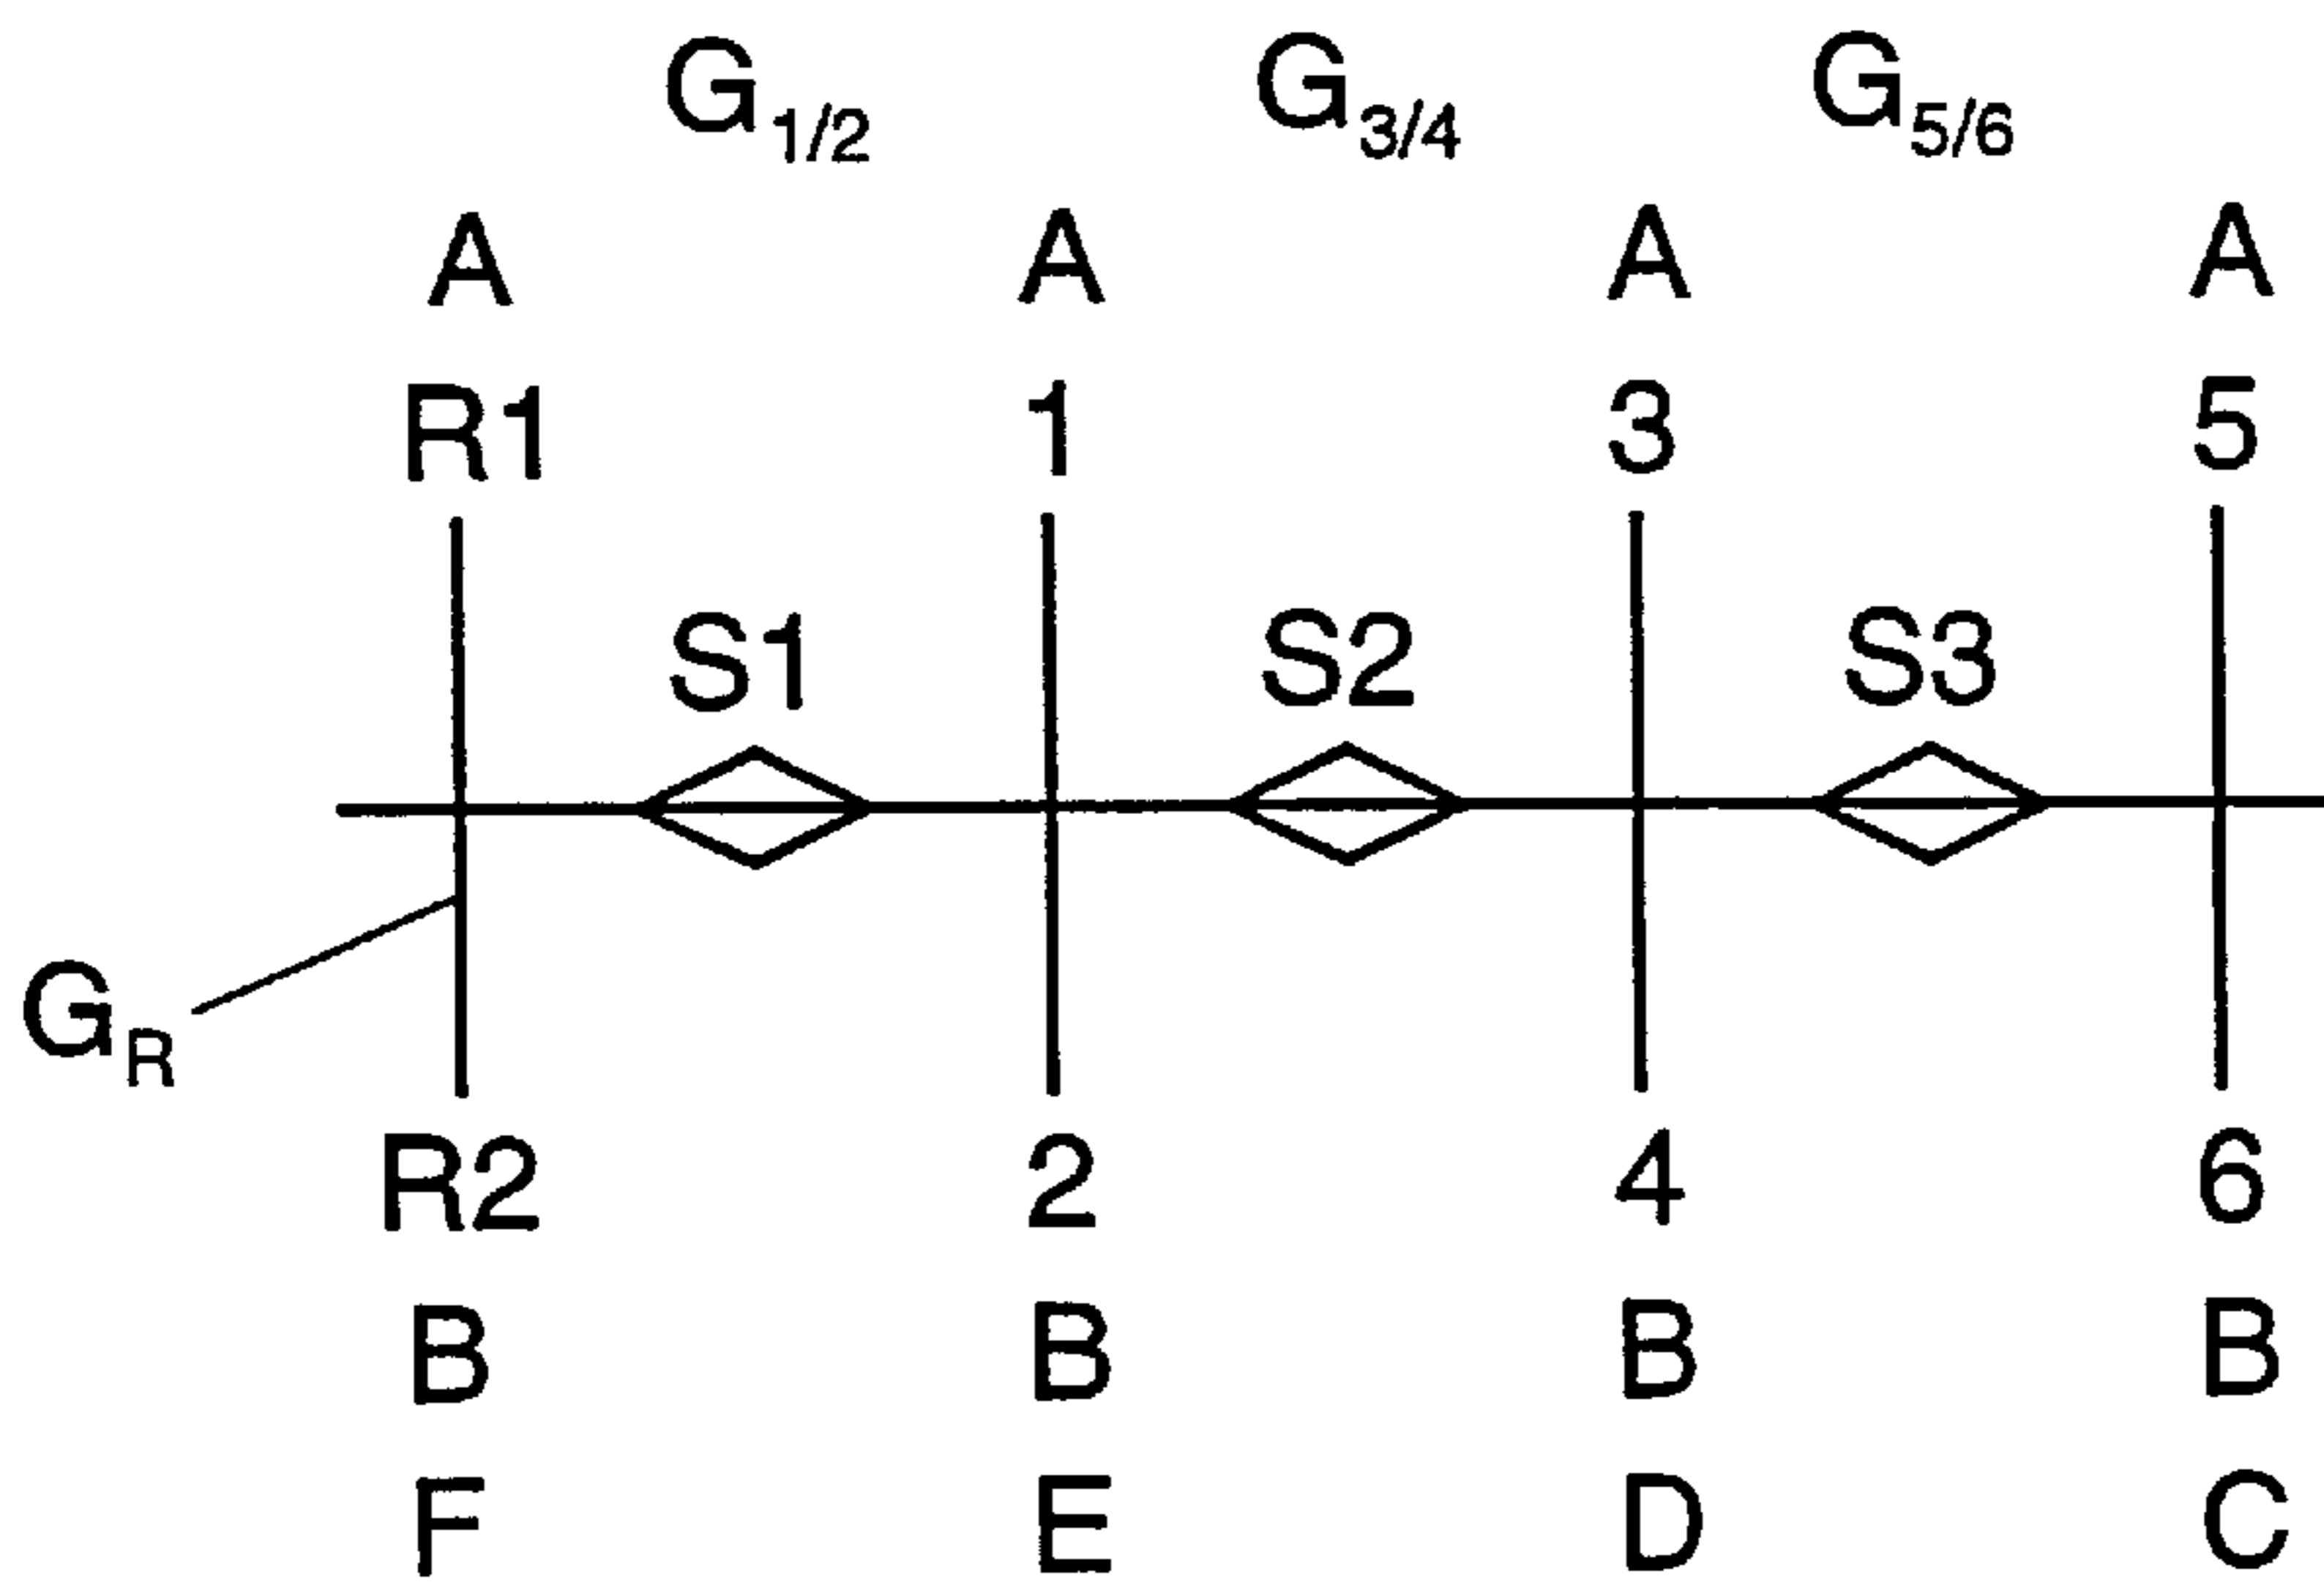 G1/2 G3/4 G5/6
A A A A
R1 1 3 5
S1 S2 S3
GR
R2 2 4 6
B B B B
F E D C